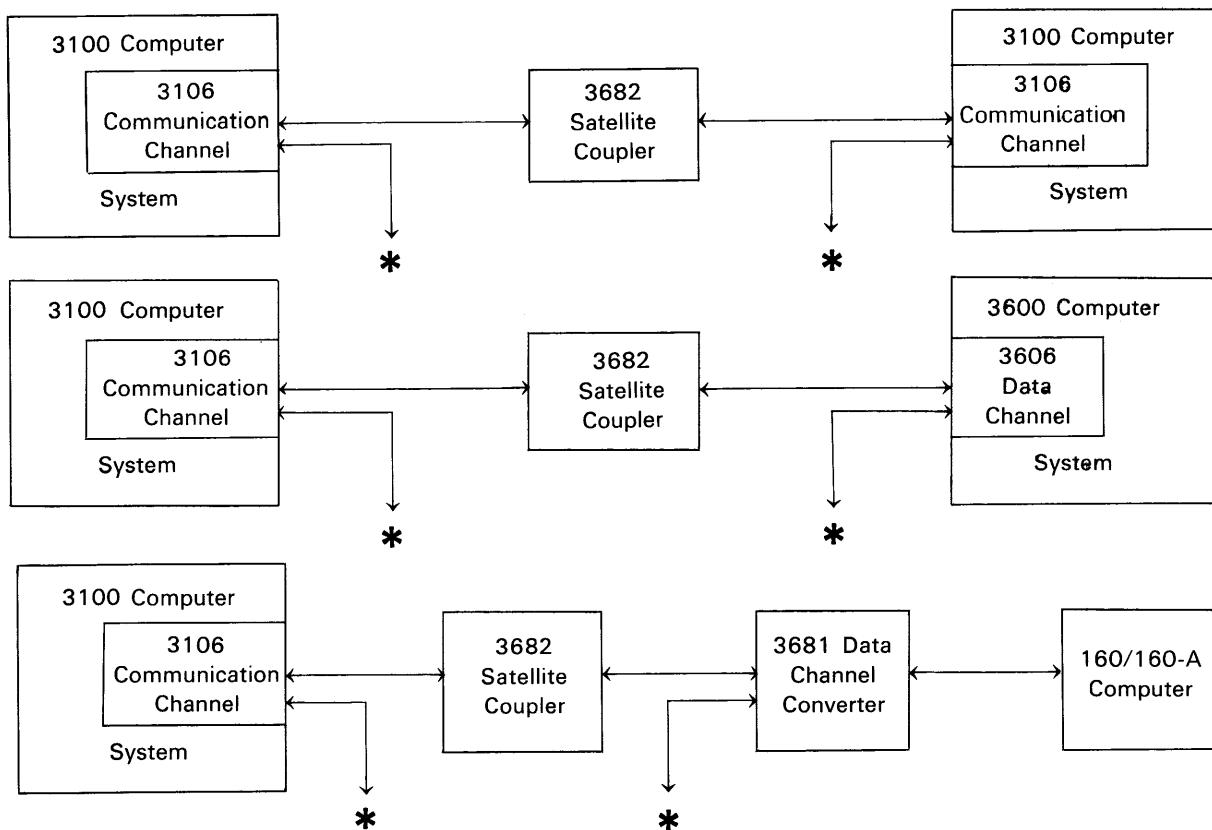 3100 Computer
3106
Communication
Channel
System
3682
Satellite
Coupler
3100 Computer
3106
Communication
Channel
System
*
*
3100 Computer
3106
Communication
Channel
System
3682
Satellite
Coupler
3600 Computer
3606
Data
Channel
System
*
*
3100 Computer
3106
Communication
Channel
System
3682
Satellite
Coupler
3681 Data
Channel
Converter
160/160-A
Computer
*
*